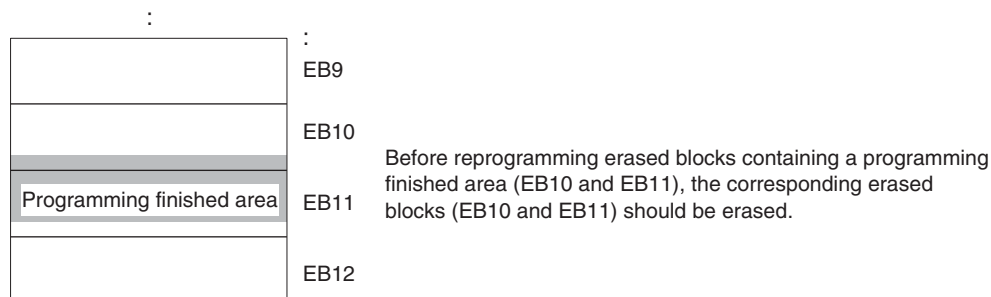 :
:
EB9
EB10
Before reprogramming erased blocks containing a programming
finished area (EB10 and EB11), the corresponding erased
blocks (EB10 and EB11) should be erased.
Programming finished area
EB11
EB12